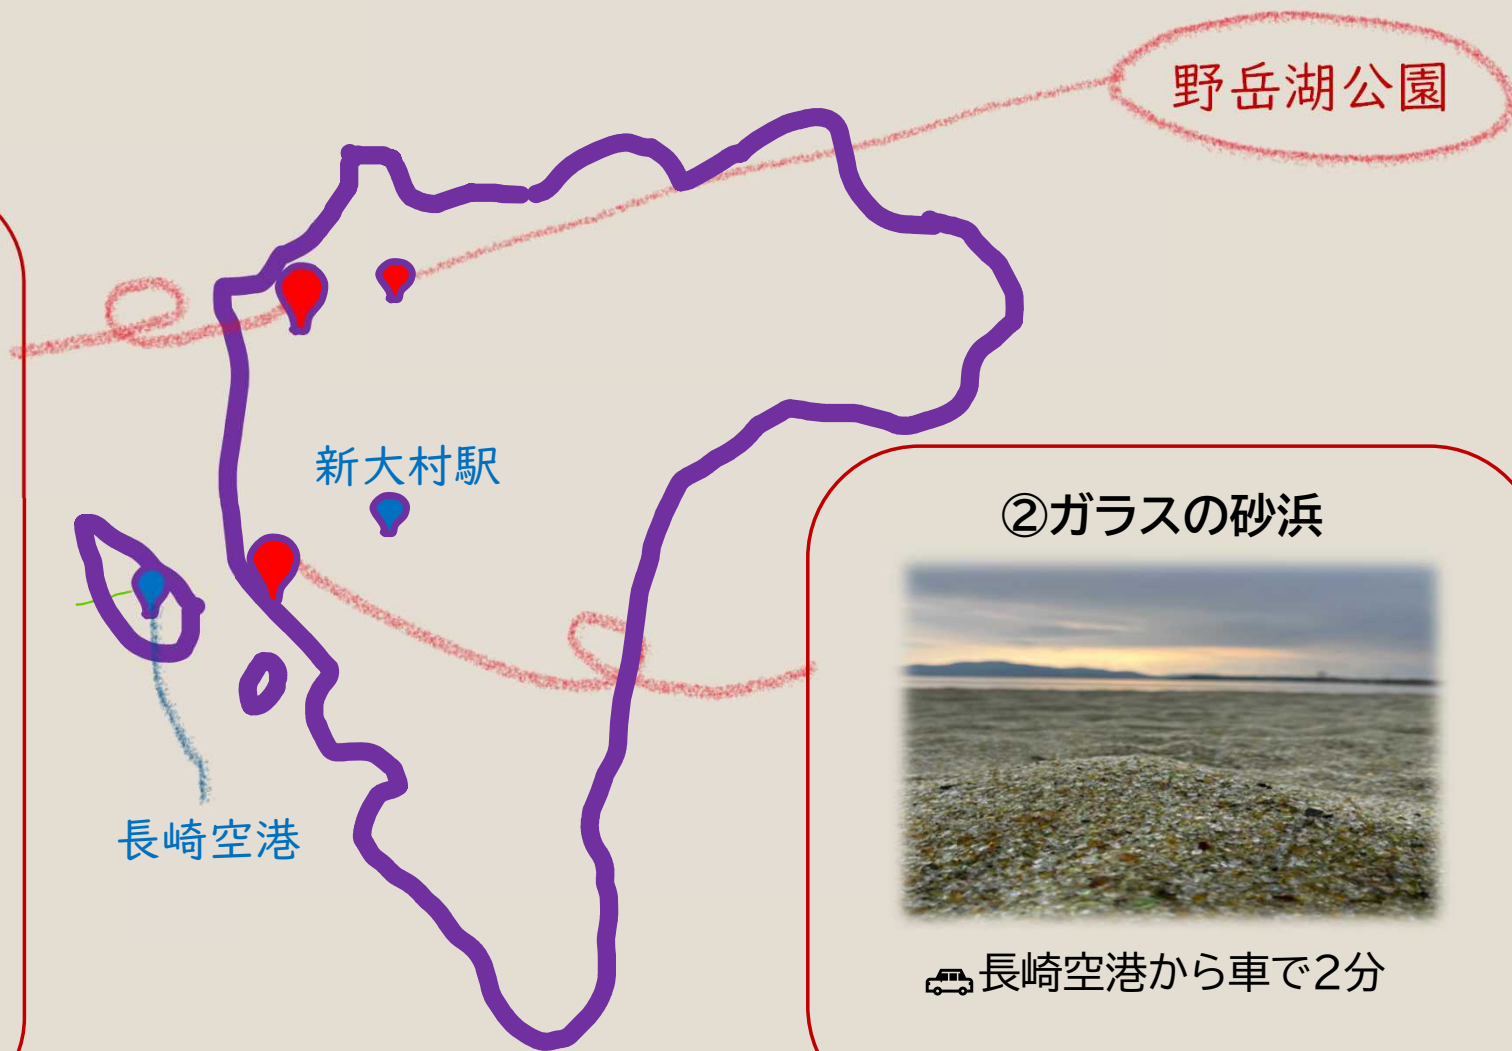 野岳湖公園
新大村駅
②ガラスの砂浜
長崎空港
長崎空港から車で2分